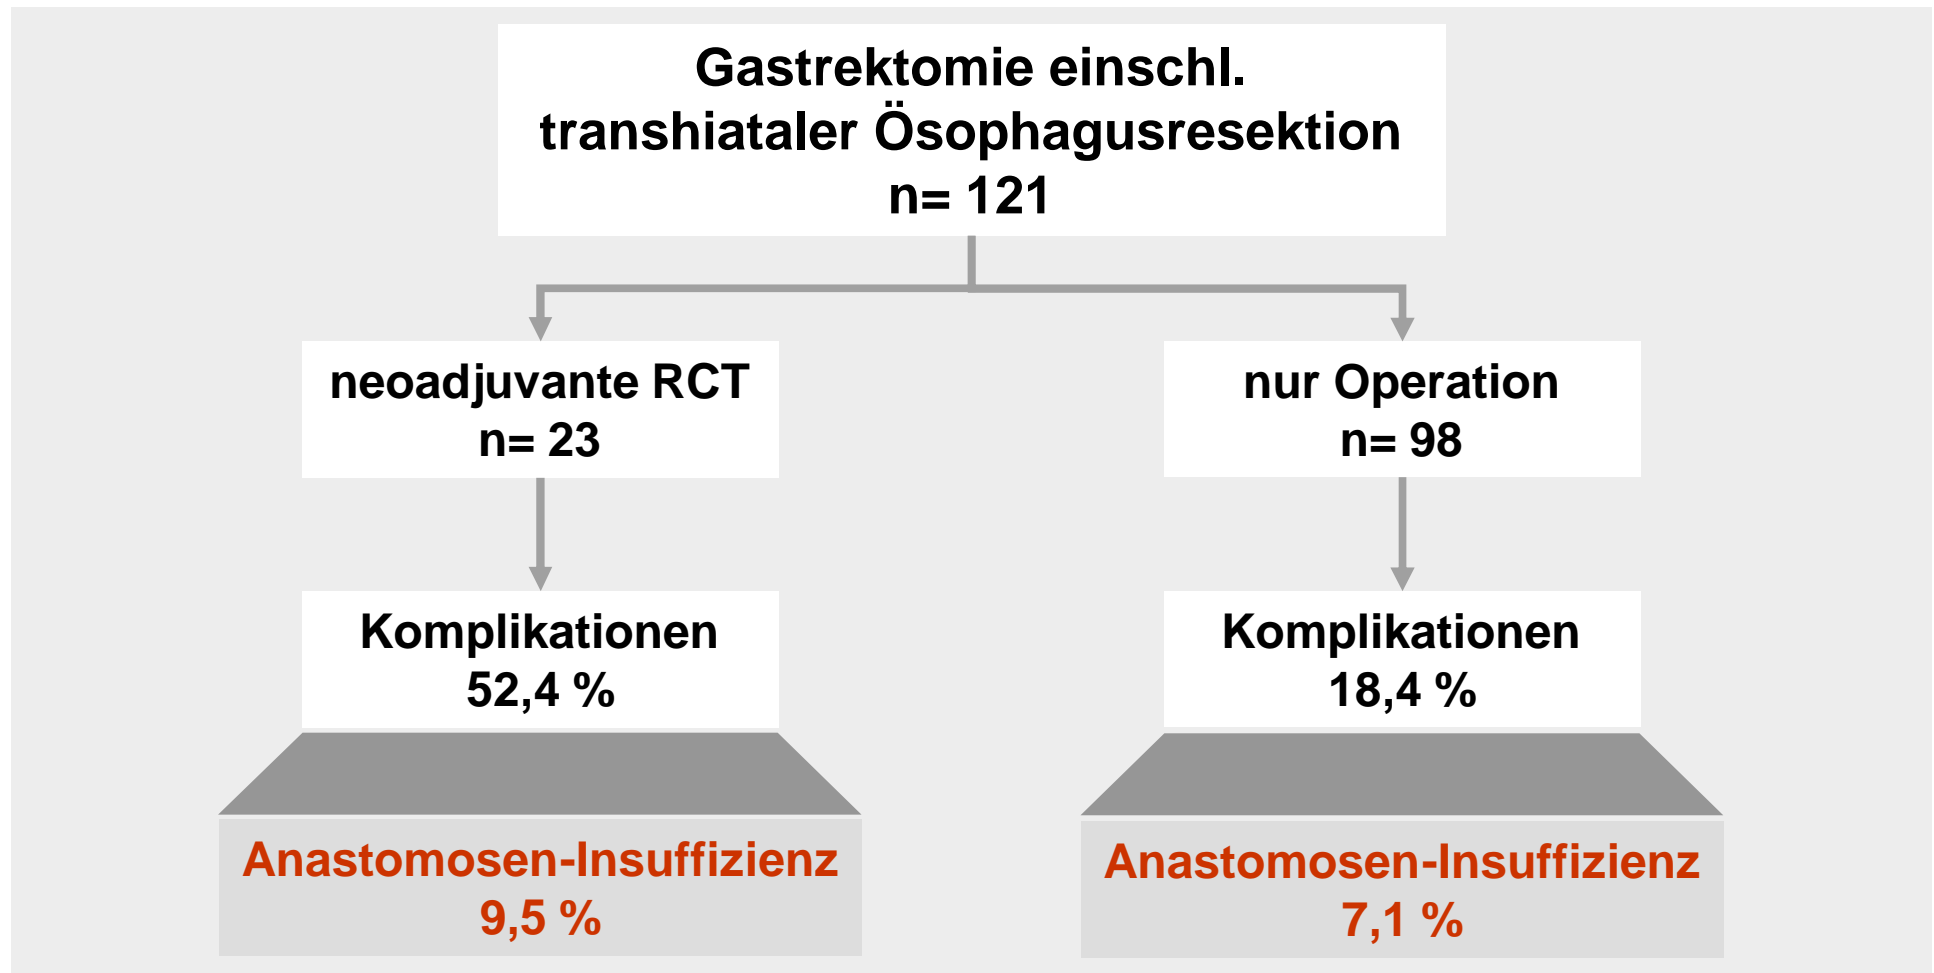 Gastrektomie einschl.
transhiataler Ösophagusresektion
n= 121
neoadjuvante RCT
n= 23
nur Operation
n= 98
Komplikationen
52,4 %
Komplikationen
18,4 %
Anastomosen-Insuffizienz
9,5 %
Anastomosen-Insuffizienz
7,1 %